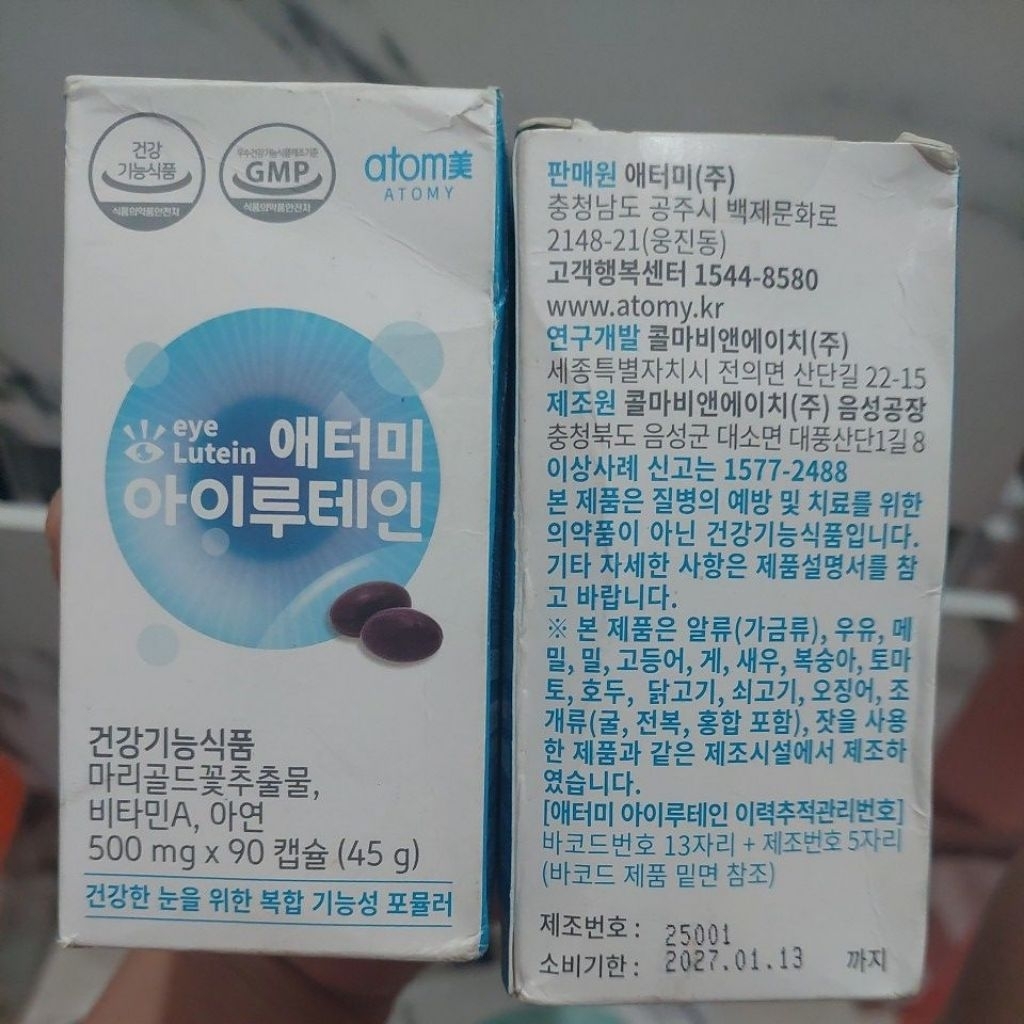 건강
기능식품
식품의약품안전처
우수건강기능식품제조기준
GMP
식품의약품안전처
atom美
ATOMY
eye
Lutein
애터미
아이루테인
건강기능식품
마리골드꽃추출물,
비타민A, 아연
500 mg x 90 캡슐 (45 g)
건강한 눈을 위한 복합 기능성 포뮬러
판매원 애터미(주)
충청남도 공주시 백제문화로
2148-21(웅진동)
고객행복센터 1544-8580
www.atomy.kr
연구개발 콜마비앤에이치(주)
세종특별자치시 전의면 산단길 22-15
제조원 콜마비앤에이치(주) 음성공장
충청북도 음성군 대소면 대풍산단1길 8
이상사례 신고는 1577-2488
본 제품은 질병의 예방 및 치료를 위한
의약품이 아닌 건강기능식품입니다.
기타 자세한 사항은 제품설명서를 참
고 바랍니다.
※ 본 제품은 알류(가금류), 우유, 메
밀, 밀, 고등어, 게, 새우, 복숭아, 토마
토, 호두, 닭고기, 쇠고기, 오징어, 조
개류(굴, 전복, 홍합 포함), 잣을 사용
한 제품과 같은 제조시설에서 제조하
였습니다.
[애터미 아이루테인 이력추적관리번호]
바코드번호 13자리 + 제조번호 5자리
(바코드 제품 밑면 참조)
제조번호 : 25001
소비기한 : 2027.01.13 까지